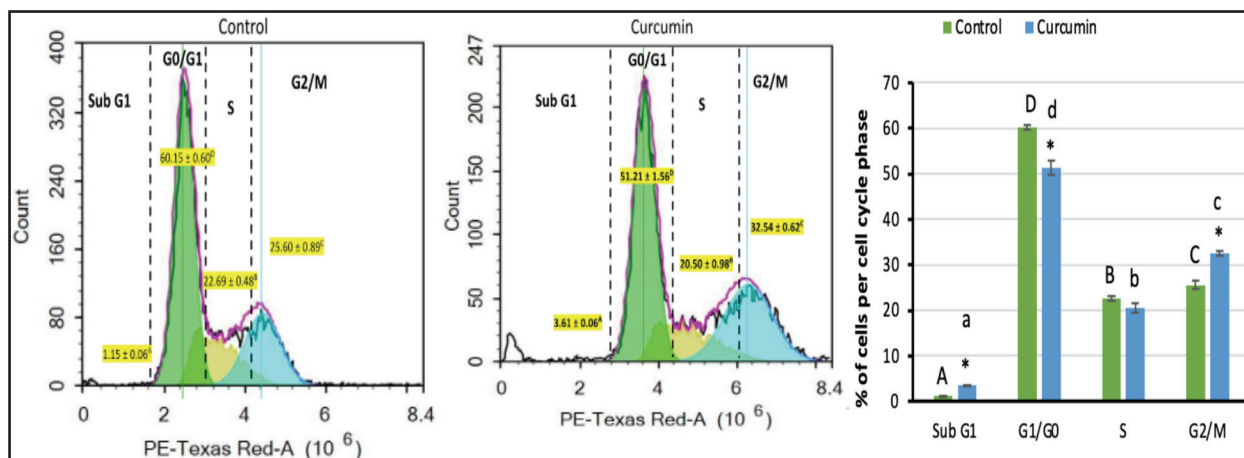 Control
400
320
240
160
80
0
Count
Sub G1
G0/G1
S
G2/M
60.15 ± 0.60ᴰ
25.60 ± 0.89ᶜ
22.69 ± 0.48ᴮ
1.15 ± 0.06ᴬ
0 2 4 6 8.4
PE-Texas Red-A (10 ⁶)
Curcumin
247
200
150
100
50
0
Count
Sub G1
G0/G1
S
G2/M
51.21 ± 1.56ᴰ
32.54 ± 0.62ᶜ
20.50 ± 0.98ᴮ
3.61 ± 0.06ᴬ
0 2 4 6 8.4
PE-Texas Red-A (10 ⁶)
Control Curcumin
% of cells per cell cycle phase
70
60
50
40
30
20
10
0
A
a
*
D
d
*
B
b
C
c
*
Sub G1 G1/G0 S G2/M